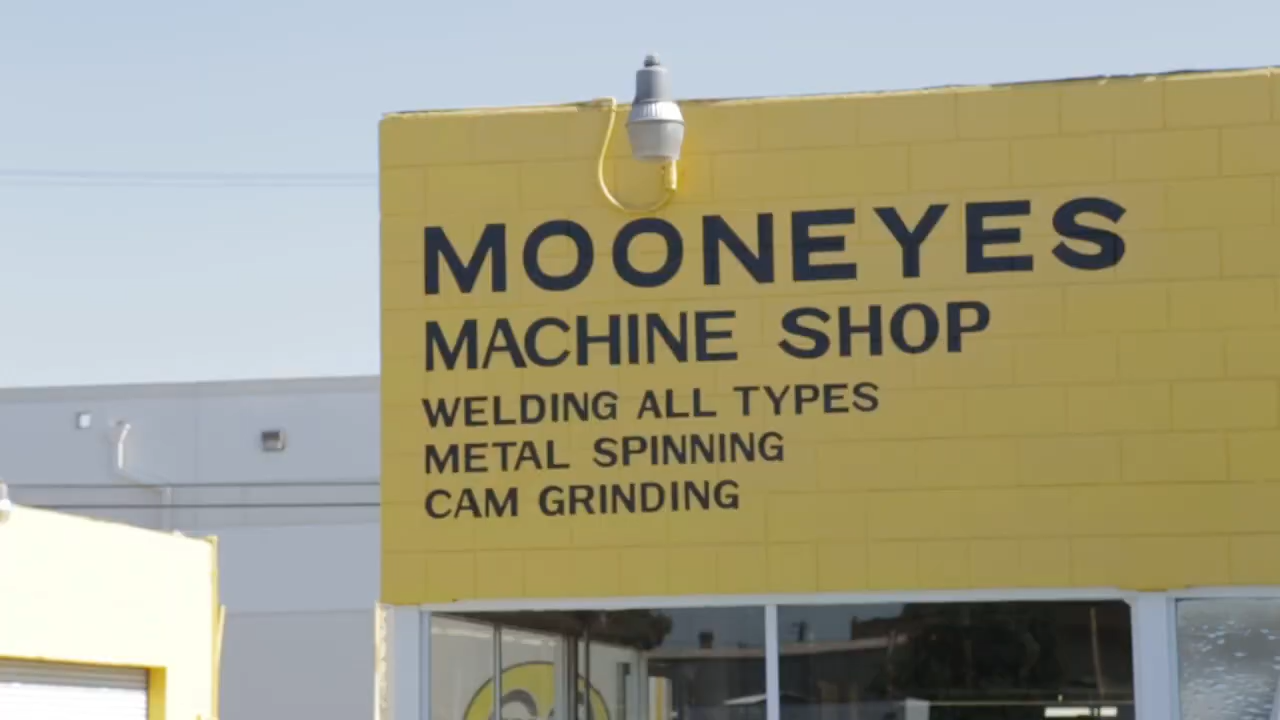 MOONEYES
MACHINE SHOP
WELDING ALL TYPES
METAL SPINNING
CAM GRINDING